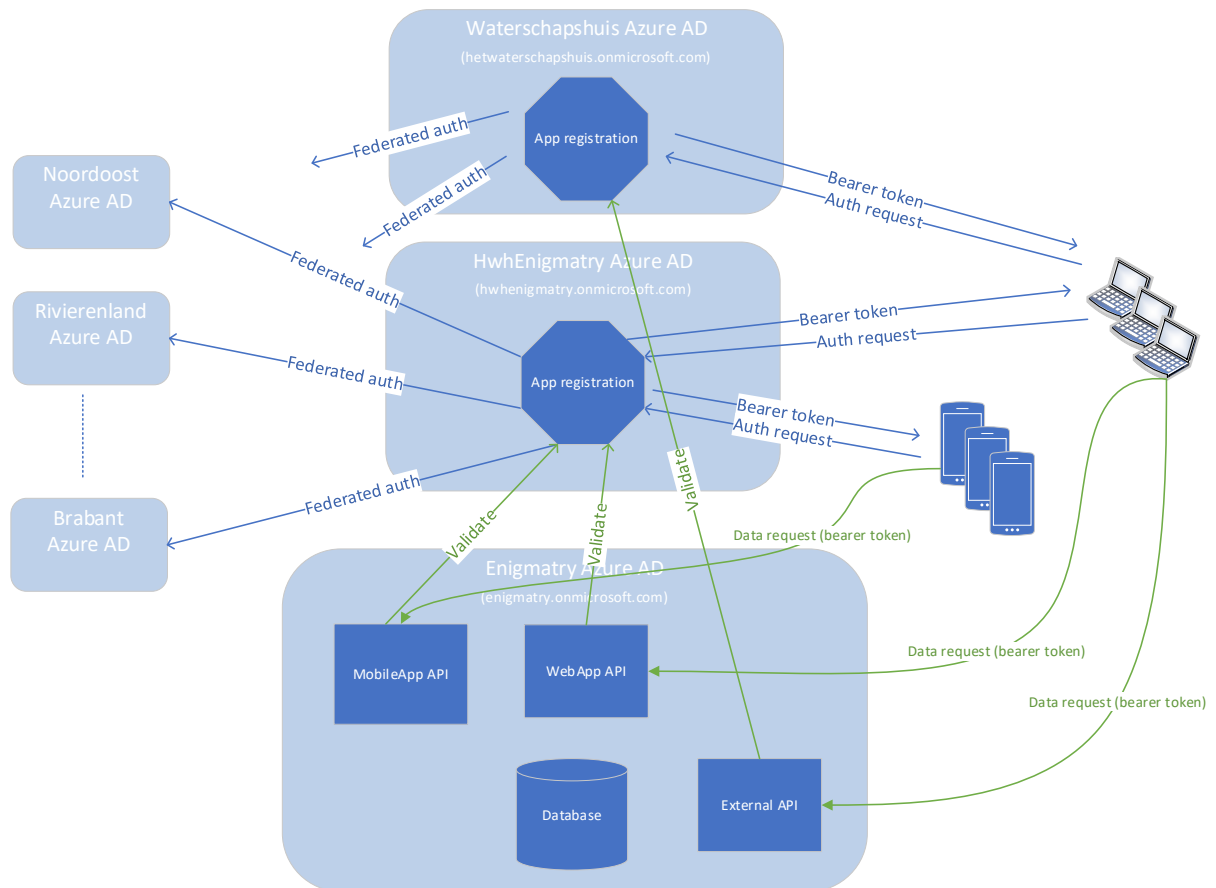 Waterschapshuis Azure AD
(hetwaterschapshuis.onmicrosoft.com)
App registration
Federated auth
Federated auth
Bearer token
Auth request
Noordoost
Azure AD
HwhEnigmatry Azure AD
(hwhenigmatry.onmicrosoft.com)
App registration
Federated auth
Bearer token
Auth request
Rivierenland
Azure AD
Federated auth
Bearer token
Auth request
Brabant
Azure AD
Federated auth
Validate
Validate
Validate
Data request (bearer token)
Enigmatry Azure AD
(enigmatry.onmicrosoft.com)
MobileApp API
WebApp API
Data request (bearer token)
Data request (bearer token)
Database
External API